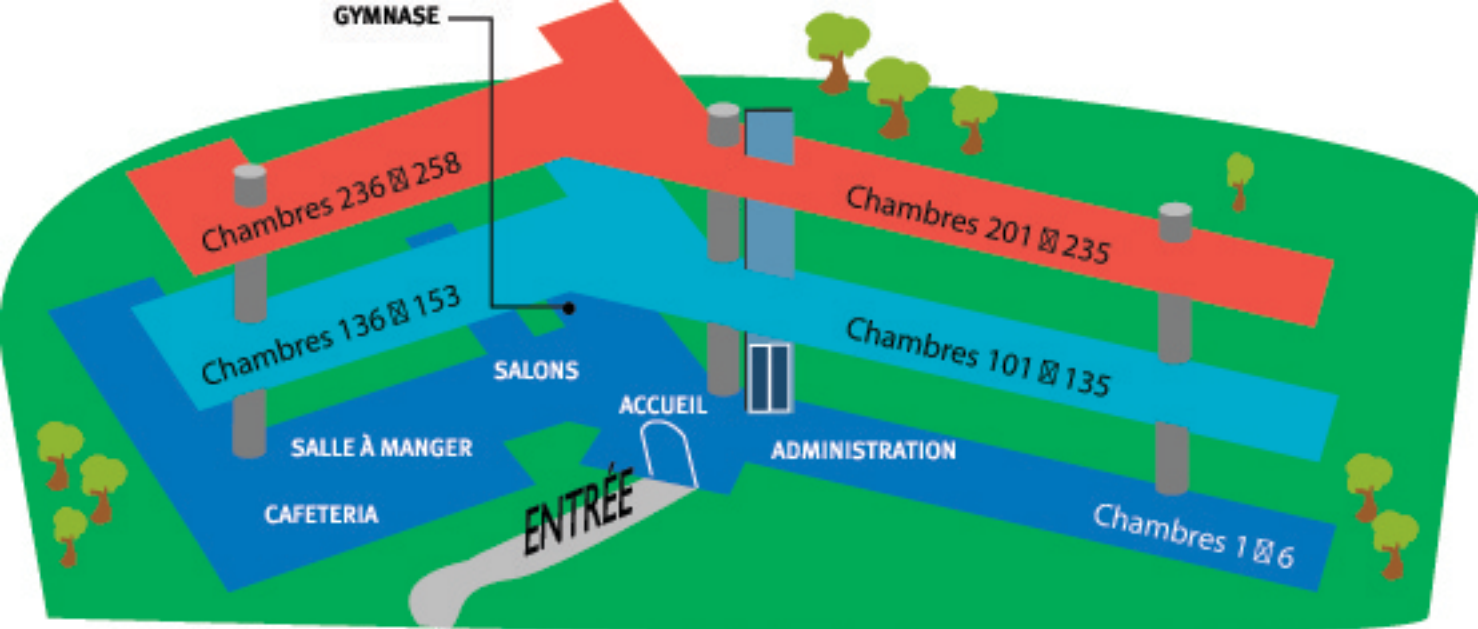 GYMNASE
Chambres 236 � 258
Chambres 201 � 235
Chambres 136 � 153
Chambres 101 � 135
SALONS
ACCUEIL
SALLE À MANGER
ADMINISTRATION
ENTRÉE
CAFETERIA
Chambres 1 � 6